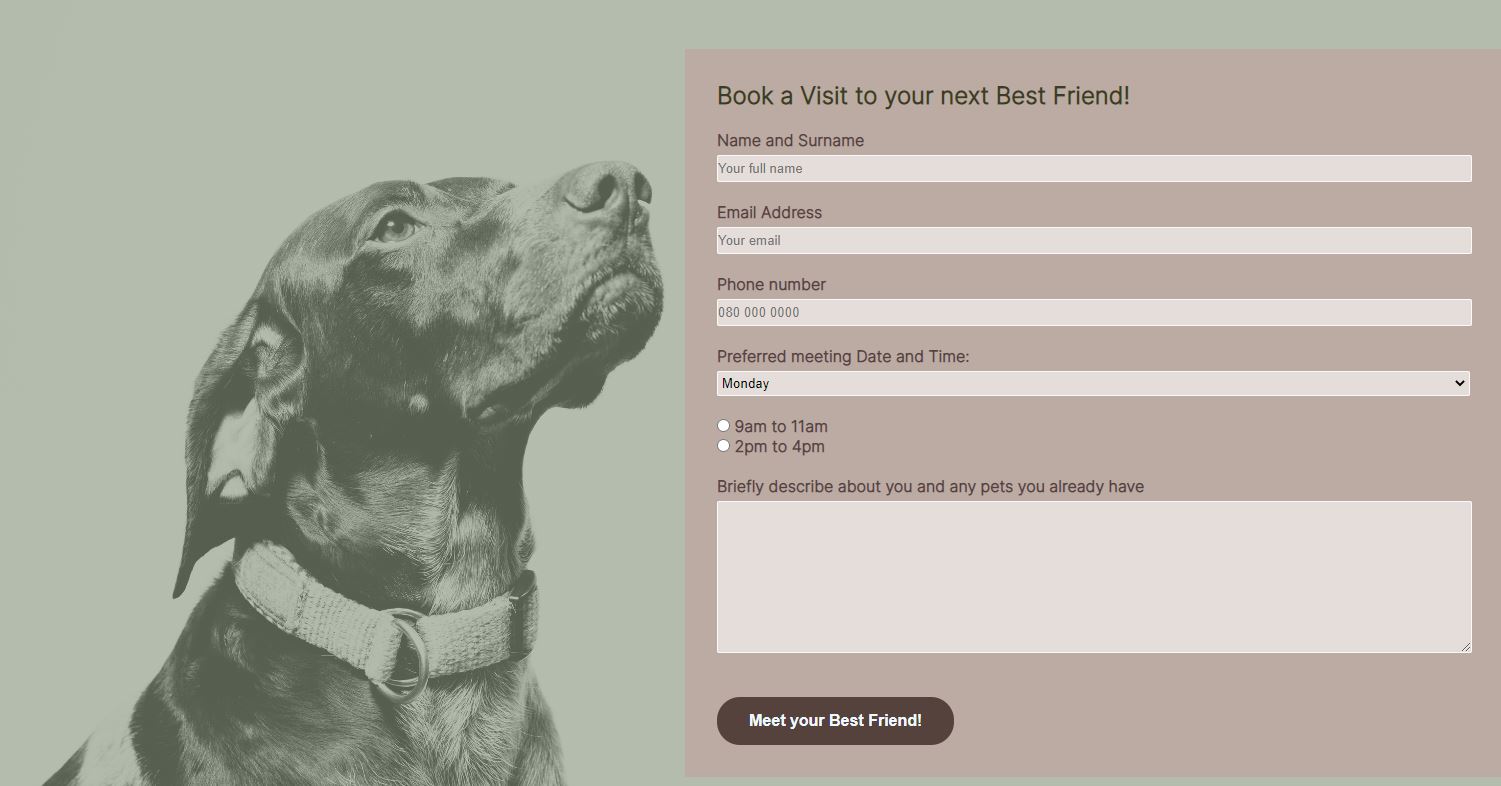 Book a Visit to your next Best Friend!
Name and Surname
Your full name
Email Address
Your email
Phone number
080 000 0000
Preferred meeting Date and Time:
Monday
9am to 11am
2pm to 4pm
Briefly describe about you and any pets you already have
Meet your Best Friend!